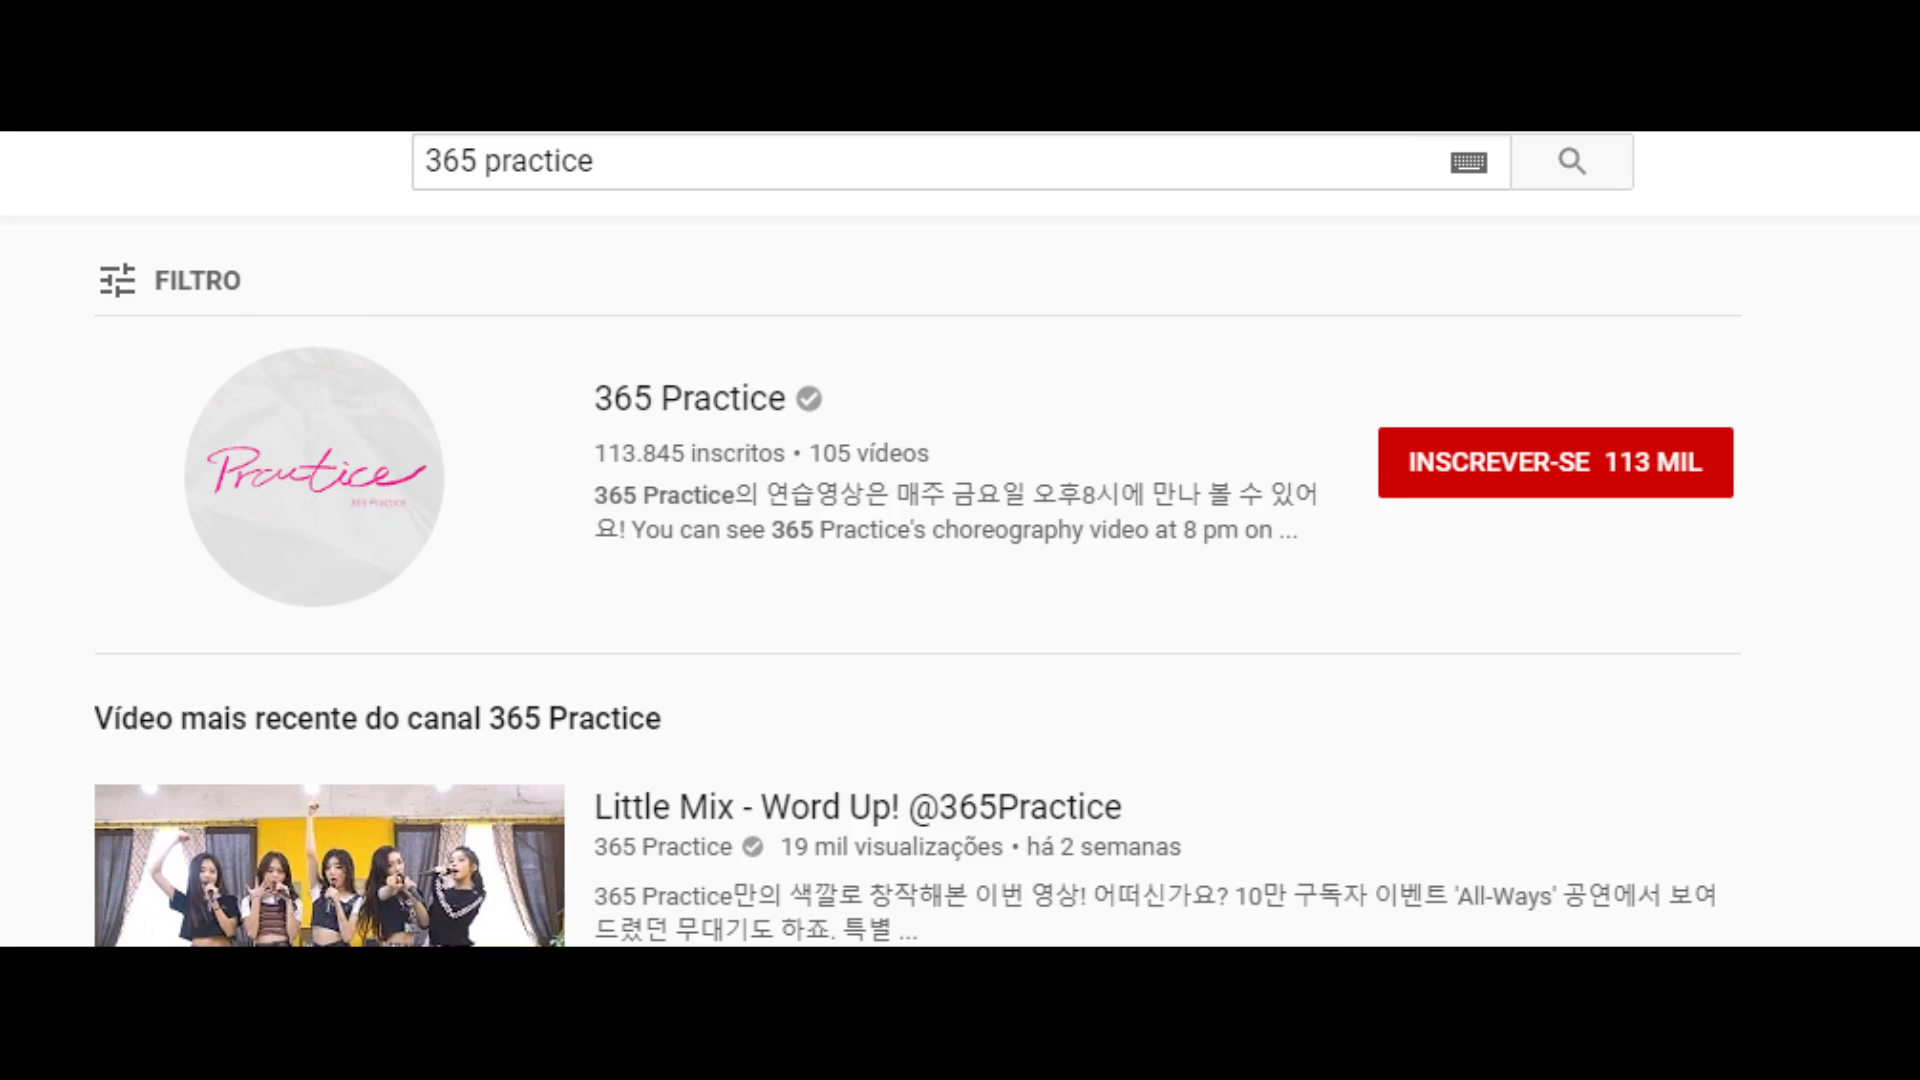 365 practice
FILTRO
Practice
365 Practice
365 Practice
113.845 inscritos • 105 vídeos
365 Practice의 연습영상은 매주 금요일 오후8시에 만나 볼 수 있어
요! You can see 365 Practice's choreography video at 8 pm on ...
INSCREVER-SE 113 MIL
Vídeo mais recente do canal 365 Practice
Little Mix - Word Up! @365Practice
365 Practice 19 mil visualizações • há 2 semanas
365 Practice만의 색깔로 창작해본 이번 영상! 어떠신가요? 10만 구독자 이벤트 'All-Ways' 공연에서 보여
드렸던 무대기도 하죠. 특별 ...